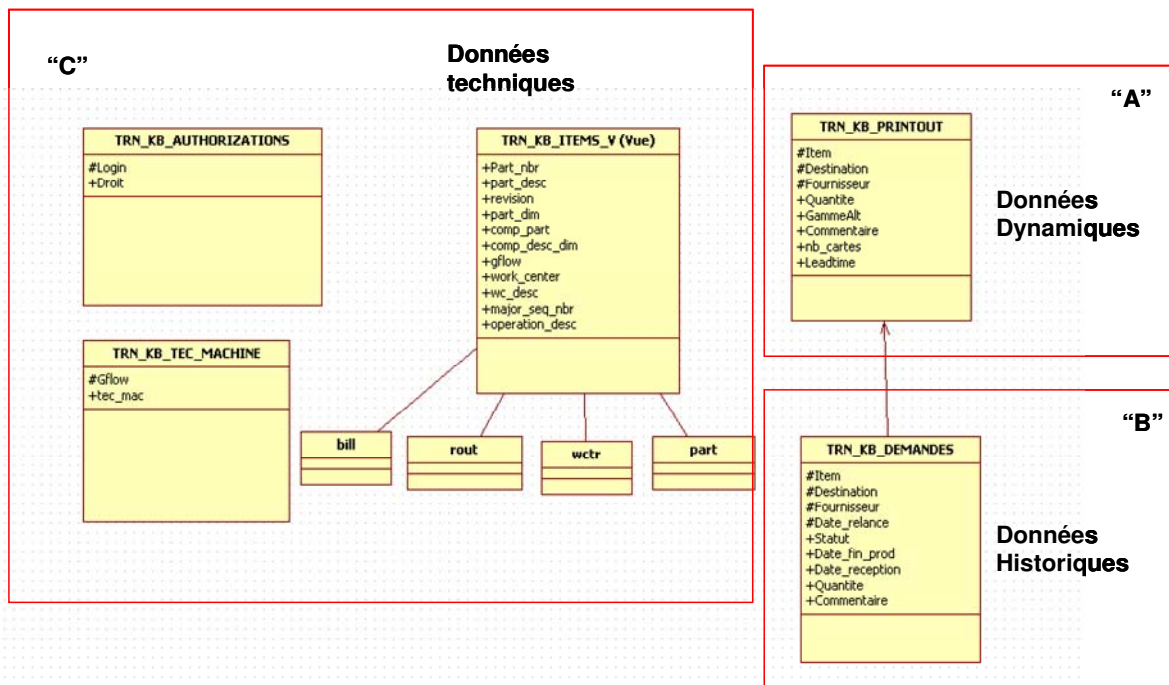 “C”
Données
techniques
TRN_KB_AUTHORIZATIONS
#Login
+Droit
TRN_KB_ITEMS_V (Vue)
+Part_nbr
+part_desc
+revision
+part_dim
+comp_part
+comp_desc_dim
+gflow
+work_center
+wc_desc
+major_seq_nbr
+operation_desc
TRN_KB_TEC_MACHINE
#Gflow
+tec_mac
bill
rout
wctr
part
“A”
TRN_KB_PRINTOUT
#Item
#Destination
#Fournisseur
+Quantite
+GammeAlt
+Commentaire
+nb_cartes
+Leadtime
Données
Dynamiques
“B”
TRN_KB_DEMANDES
#Item
#Destination
#Fournisseur
#Date_relance
+Statut
+Date_fin_prod
+Date_reception
+Quantite
+Commentaire
Données
Historiques